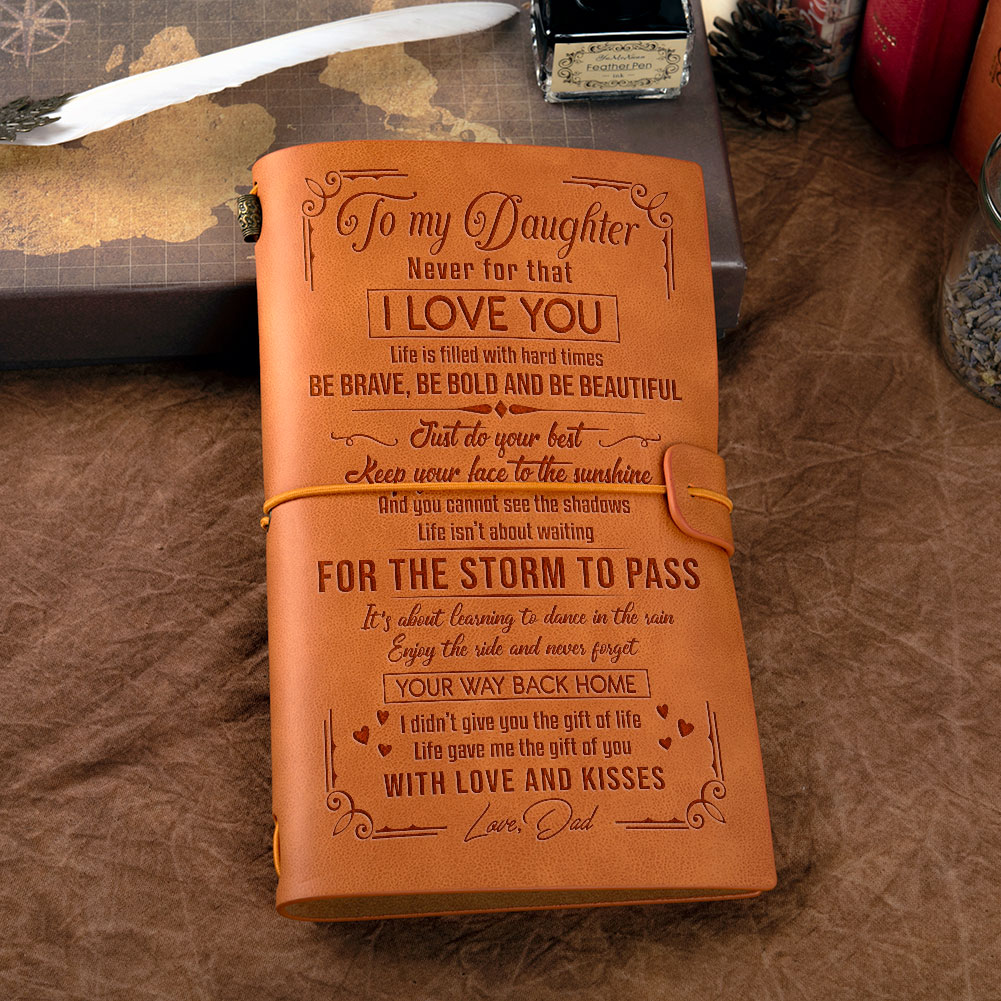 YouMoNeon
Feather Pen
ink
To my Daughter
Never for that
I LOVE YOU
Life is filled with hard times
BE BRAVE, BE BOLD AND BE BEAUTIFUL
Just do your best
Keep your face to the sunshine
And you cannot see the shadows
Life isn't about waiting
FOR THE STORM TO PASS
It's about learning to dance in the rain
Enjoy the ride and never forget
YOUR WAY BACK HOME
I didn't give you the gift of life
Life gave me the gift of you
WITH LOVE AND KISSES
Love, Dad